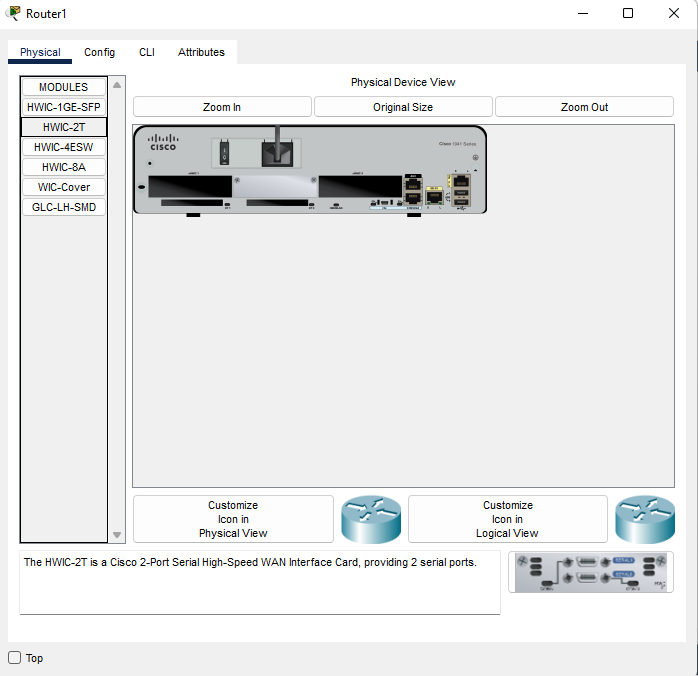 Router1
Physical
Config
CLI
Attributes
MODULES
HWIC-1GE-SFP
HWIC-2T
HWIC-4ESW
HWIC-8A
WIC-Cover
GLC-LH-SMD
Physical Device View
Zoom In
Original Size
Zoom Out
CISCO
Cisco 1941 Series
Customize
Icon in
Physical View
Customize
Icon in
Logical View
The HWIC-2T is a Cisco 2-Port Serial High-Speed WAN Interface Card, providing 2 serial ports.
Top